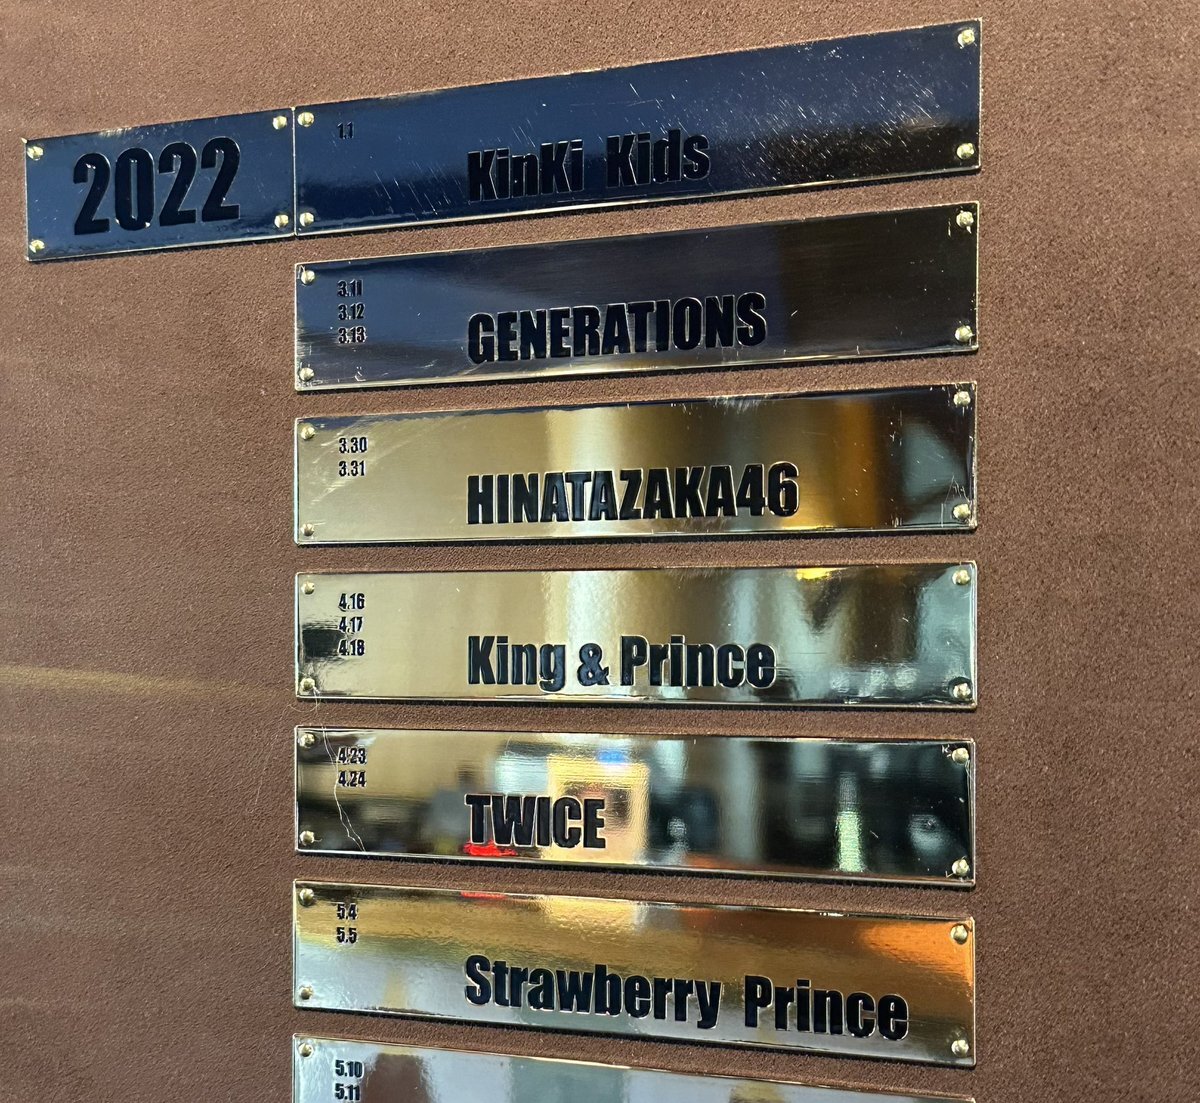 2022
1.1
KinKi Kids
3.11
3.12
3.13
GENERATIONS
3.30
3.31
HINATAZAKA46
4.16
4.17
4.18
King & Prince
4.23
4.24
TWICE
5.4
5.5
Strawberry Prince
5.10
5.11